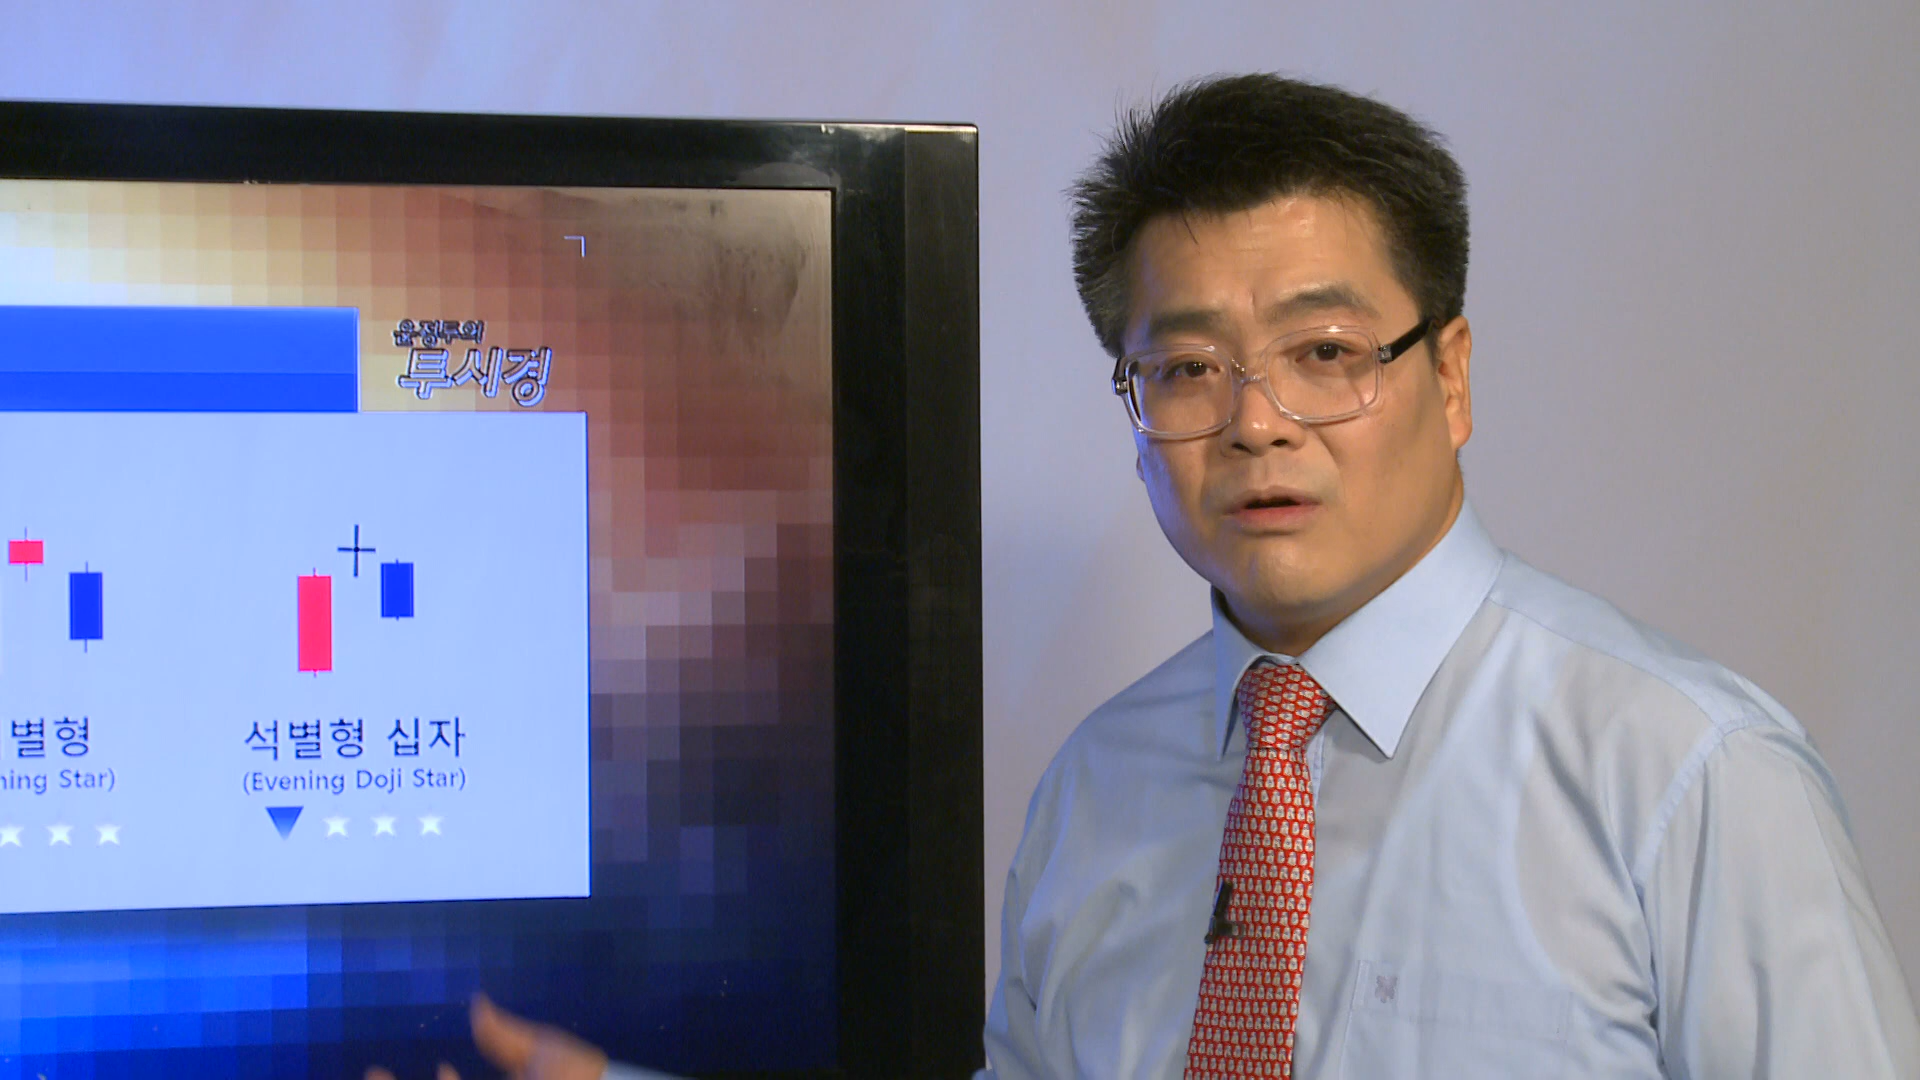 윤정두의
투시경
별형
ning Star)
석별형 십자
(Evening Doji Star)